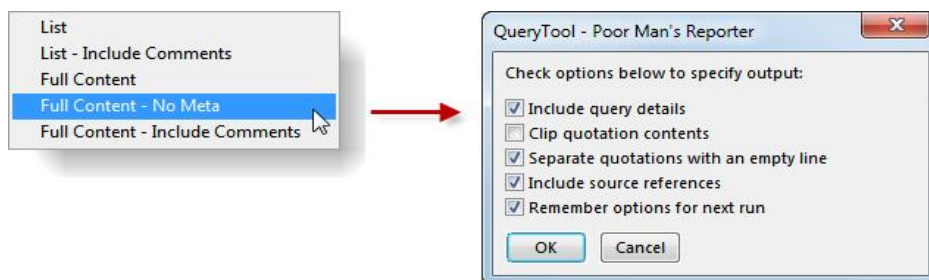 List
List - Include Comments
Full Content
Full Content - No Meta
Full Content - Include Comments
QueryTool - Poor Man's Reporter
Check options below to specify output:
Include query details
Clip quotation contents
Separate quotations with an empty line
Include source references
Remember options for next run
OK
Cancel